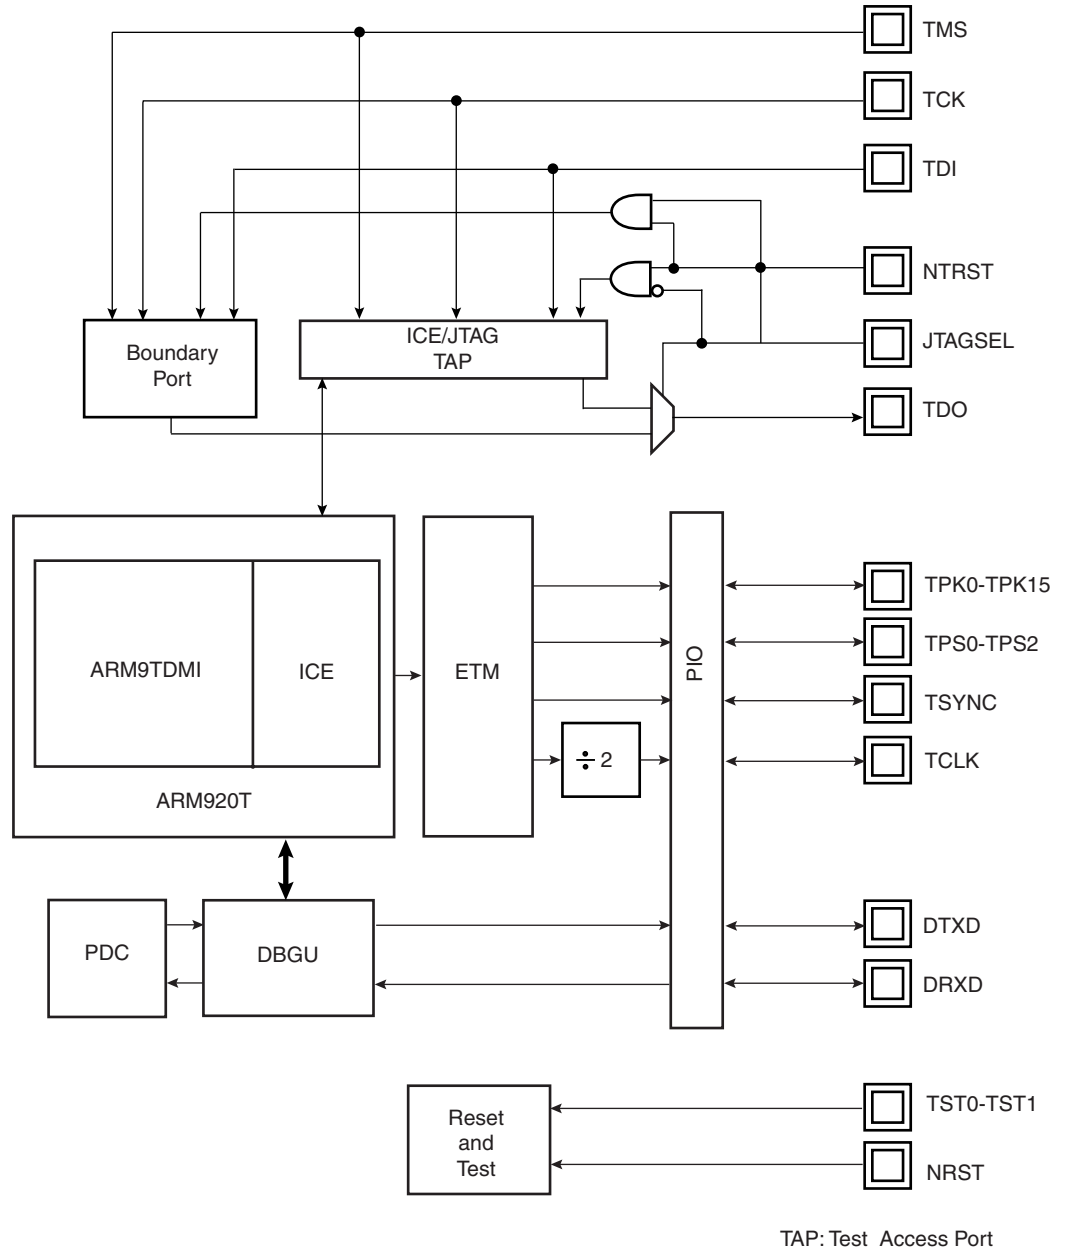 TMS
TCK
TDI
NTRST
JTAGSEL
TDO
Boundary
Port
ICE/JTAG
TAP
ARM9TDMI
ICE
ARM920T
ETM
÷ 2
PIO
TPK0-TPK15
TPS0-TPS2
TSYNC
TCLK
PDC
DBGU
DTXD
DRXD
Reset
and
Test
TST0-TST1
NRST
TAP: Test Access Port